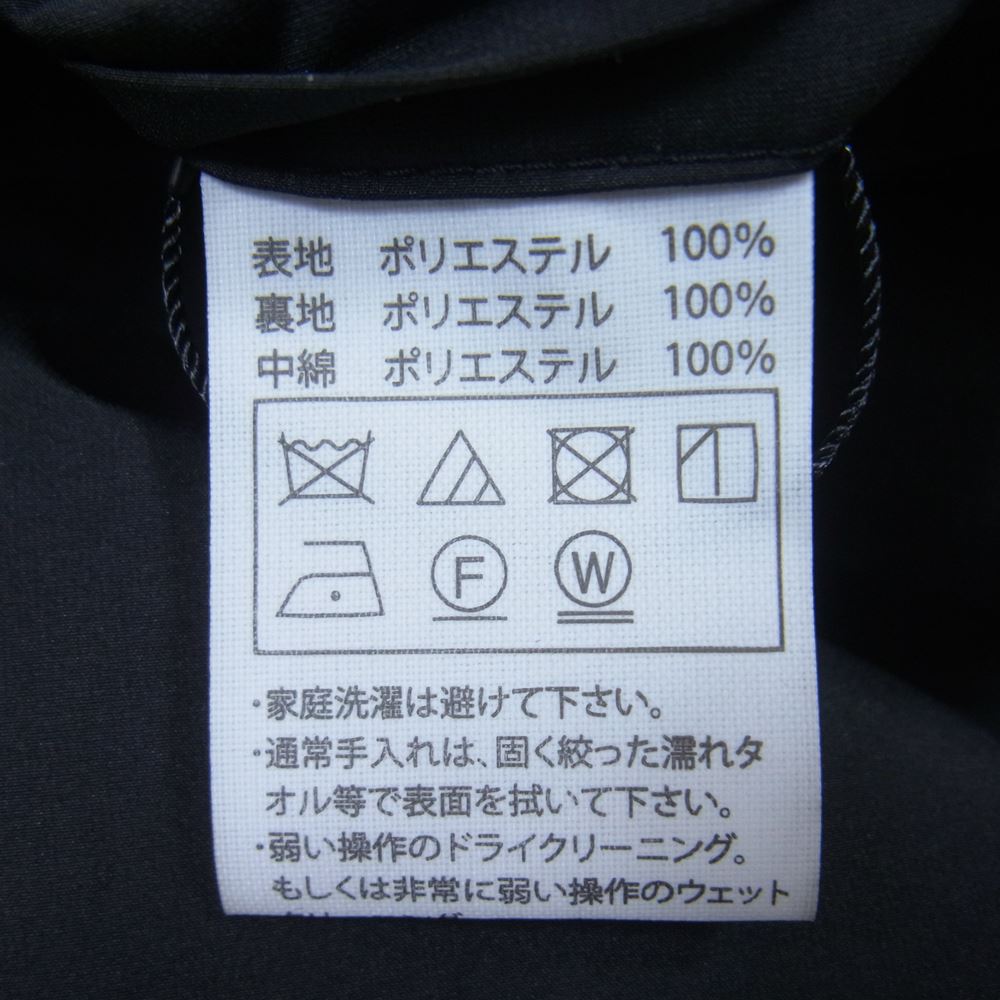 表地 ポリエステル 100%
裏地 ポリエステル 100%
中綿 ポリエステル 100%
F W
・家庭洗濯は避けて下さい。
・通常手入れは、固く絞った濡れタ
オル等で表面を拭いて下さい。
・弱い操作のドライクリーニング。
もしくは非常に弱い操作のウェット